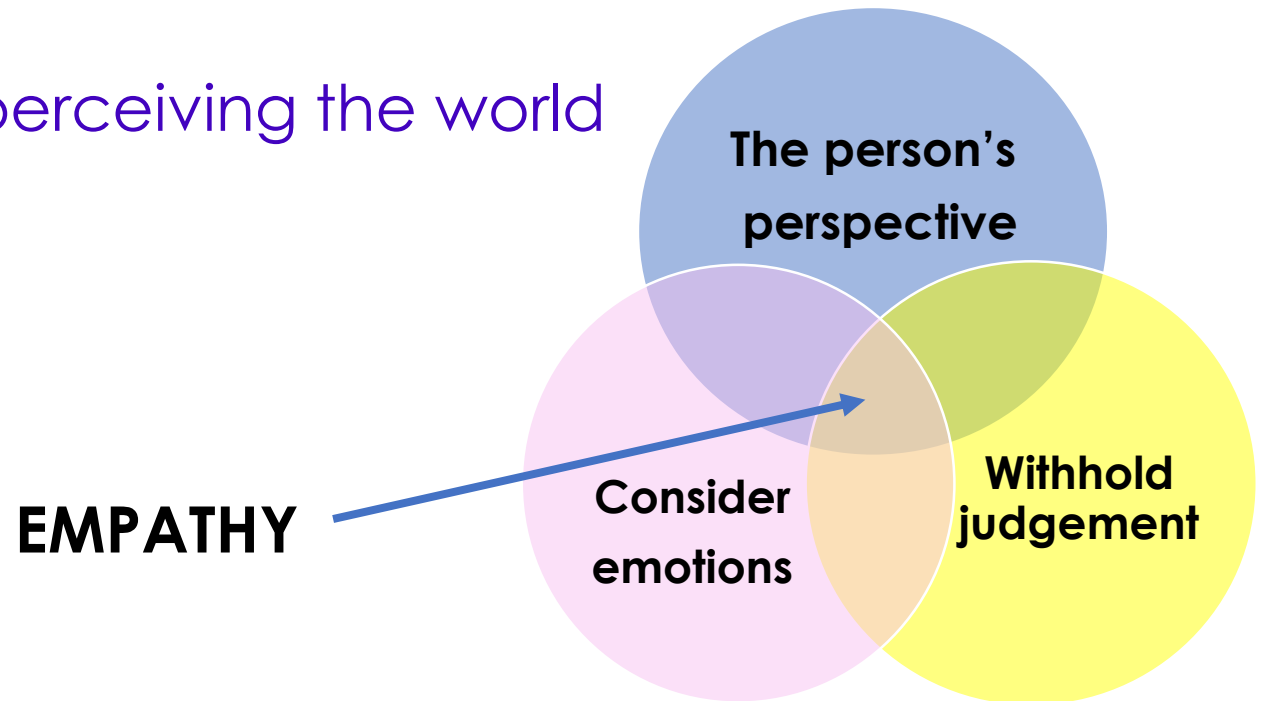 perceiving the world
The person’s
perspective
Consider
emotions
Withhold
judgement
EMPATHY